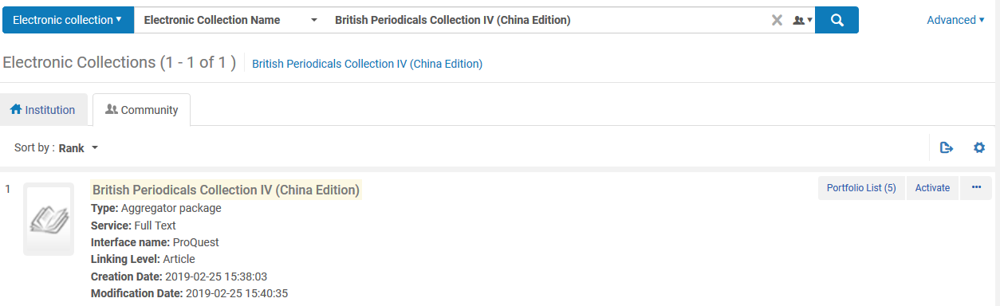 Electronic collection Electronic Collection Name British Periodicals Collection IV (China Edition) Advanced
Electronic Collections (1 - 1 of 1 ) British Periodicals Collection IV (China Edition)
Institution Community
Sort by : Rank
1 British Periodicals Collection IV (China Edition) Portfolio List (5) Activate ...
Type: Aggregator package
Service: Full Text
Interface name: ProQuest
Linking Level: Article
Creation Date: 2019-02-25 15:38:03
Modification Date: 2019-02-25 15:40:35